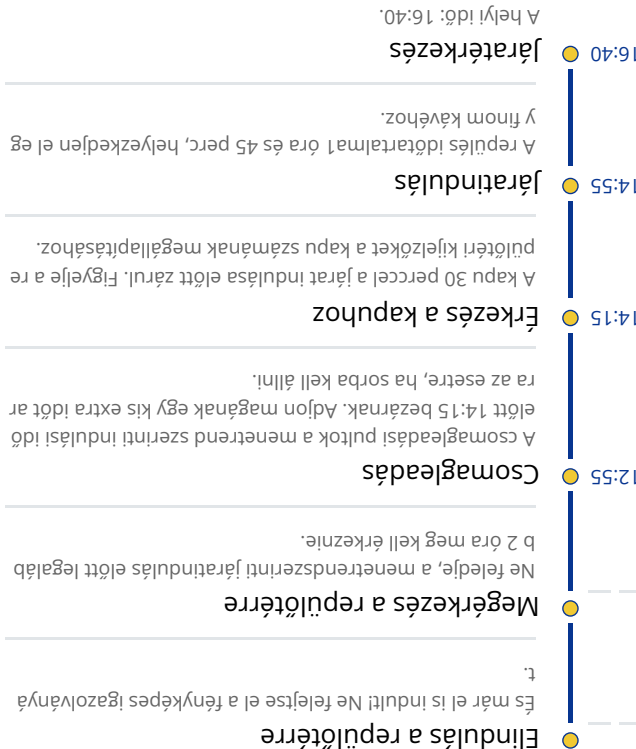 Elindulás a repülőtérre
És már el is indult! Ne felejtse el a fényképes igazolványá
t.
Megérkezés a repülőtérre
Ne feledje, a menetrendszerinti járatindulás előtt legaláb
b 2 óra meg kell érkeznie.
12:55
Csomagleadás
A csomagleadási pultok a menetrend szerinti indulási idő
előtt 14:15 bezárnak. Adjon magának egy kis extra időt ar
ra az esetre, ha sorba kell állni.
14:15
Érkezés a kapuhoz
A kapu 30 perccel a járat indulása előtt zárul. Figyelje a re
pülőtéri kijelzőket a kapu számának megállapításához.
14:55
Járatindulás
A repülés időtartalma1 óra és 45 perc, helyezkedjen el eg
y finom kávéhoz.
16:40
Járatérkezés
A helyi idő: 16:40.